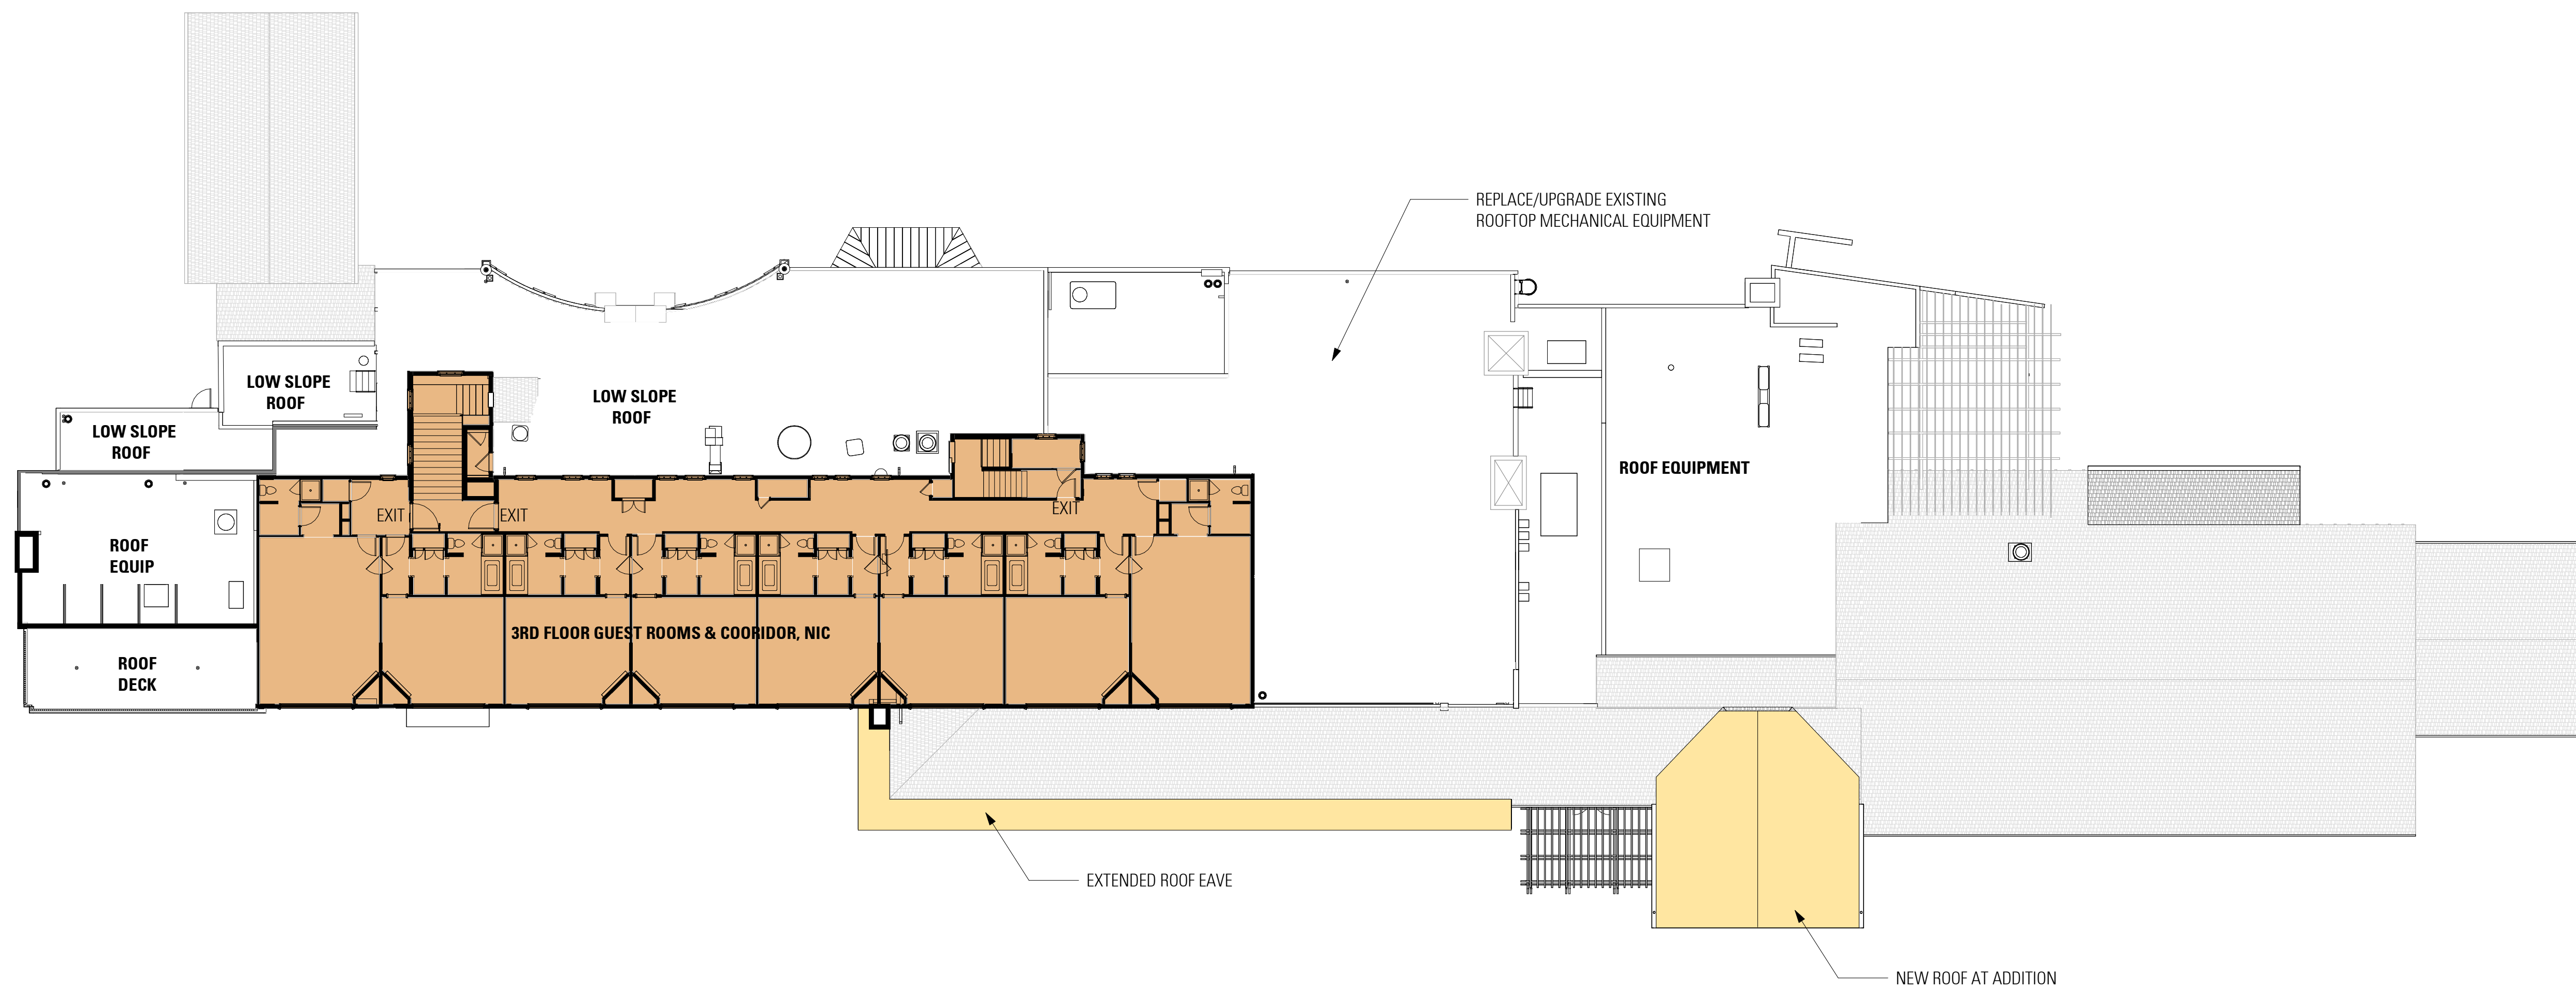 REPLACE/UPGRADE EXISTING
ROOFTOP MECHANICAL EQUIPMENT
LOW SLOPE
ROOF
LOW SLOPE
ROOF
LOW SLOPE
ROOF
ROOF EQUIPMENT
EXIT
EXIT
EXIT
ROOF
EQUIP
3RD FLOOR GUEST ROOMS & COORIDOR, NIC
ROOF
DECK
EXTENDED ROOF EAVE
NEW ROOF AT ADDITION